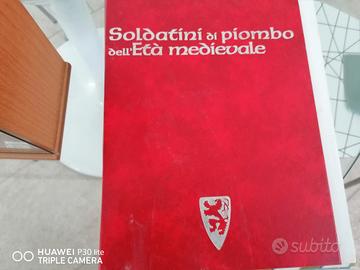 Soldatini di piombo
dell'Età medievale
HUAWEI P30 lite
TRIPLE CAMERA
subito